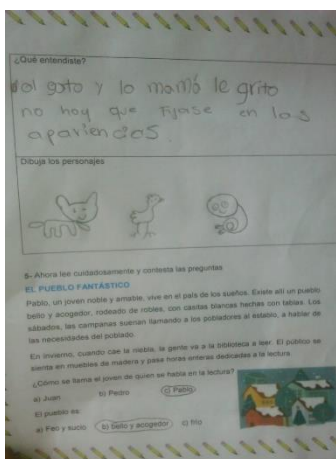 ¿Qué entendiste?
del gato y la mamá le grito
no hay que fijase en las
apariencias
Dibuja los personajes
5- Ahora lee cuidadosamente y contesta las preguntas
EL PUEBLO FANTÁSTICO
Pablo, un joven noble y amable, vive en el país de los sueños. Existe allí un pueblo
bello y acogedor, rodeado de robles, con casitas blancas hechas con tablas. Los
sábados, las campanas suenan llamando a los pobladores al establo, a hablar de
las necesidades del poblado.
En invierno, cuando cae la niebla, la gente va a la biblioteca a leer. El público se
sienta en muebles de madera y pasa horas enteras dedicadas a la lectura.
¿Cómo se llama el joven de quien se habla en la lectura?
a) Juan b) Pedro c) Pablo
El pueblo es:
a) Feo y sucio b) bello y acogedor c) frio